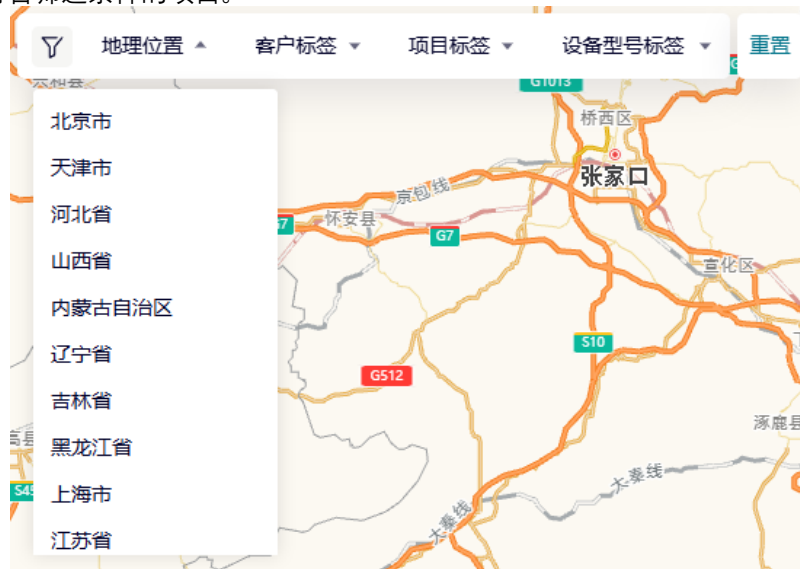 地理位置
客户标签
项目标签
设备型号标签
重置
G1013
桥西区
北京市
天津市
张家口
京包线
河北省
怀安县
G7
山西省
宣化区
内蒙古自治区
S10
辽宁省
G512
吉林省
涿鹿县
黑龙江省
大秦线
上海市
大秦线
江苏省